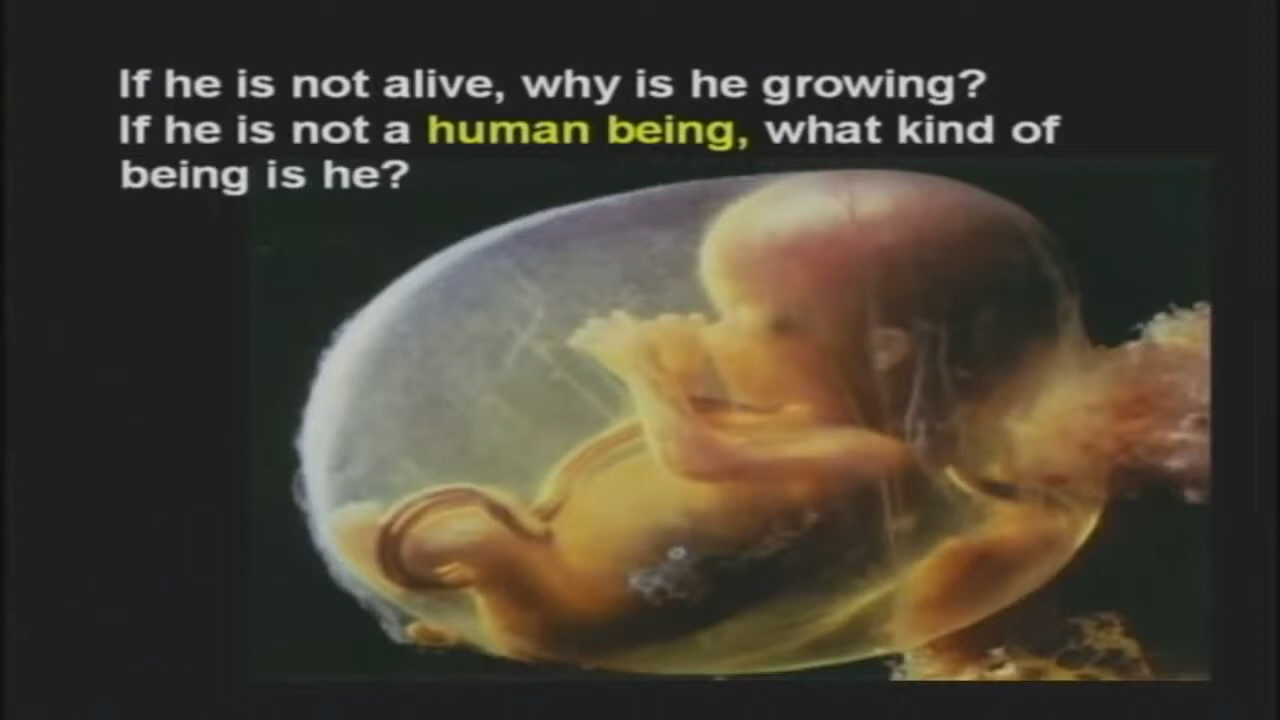 If he is not alive, why is he growing?
If he is not a human being, what kind of
being is he?